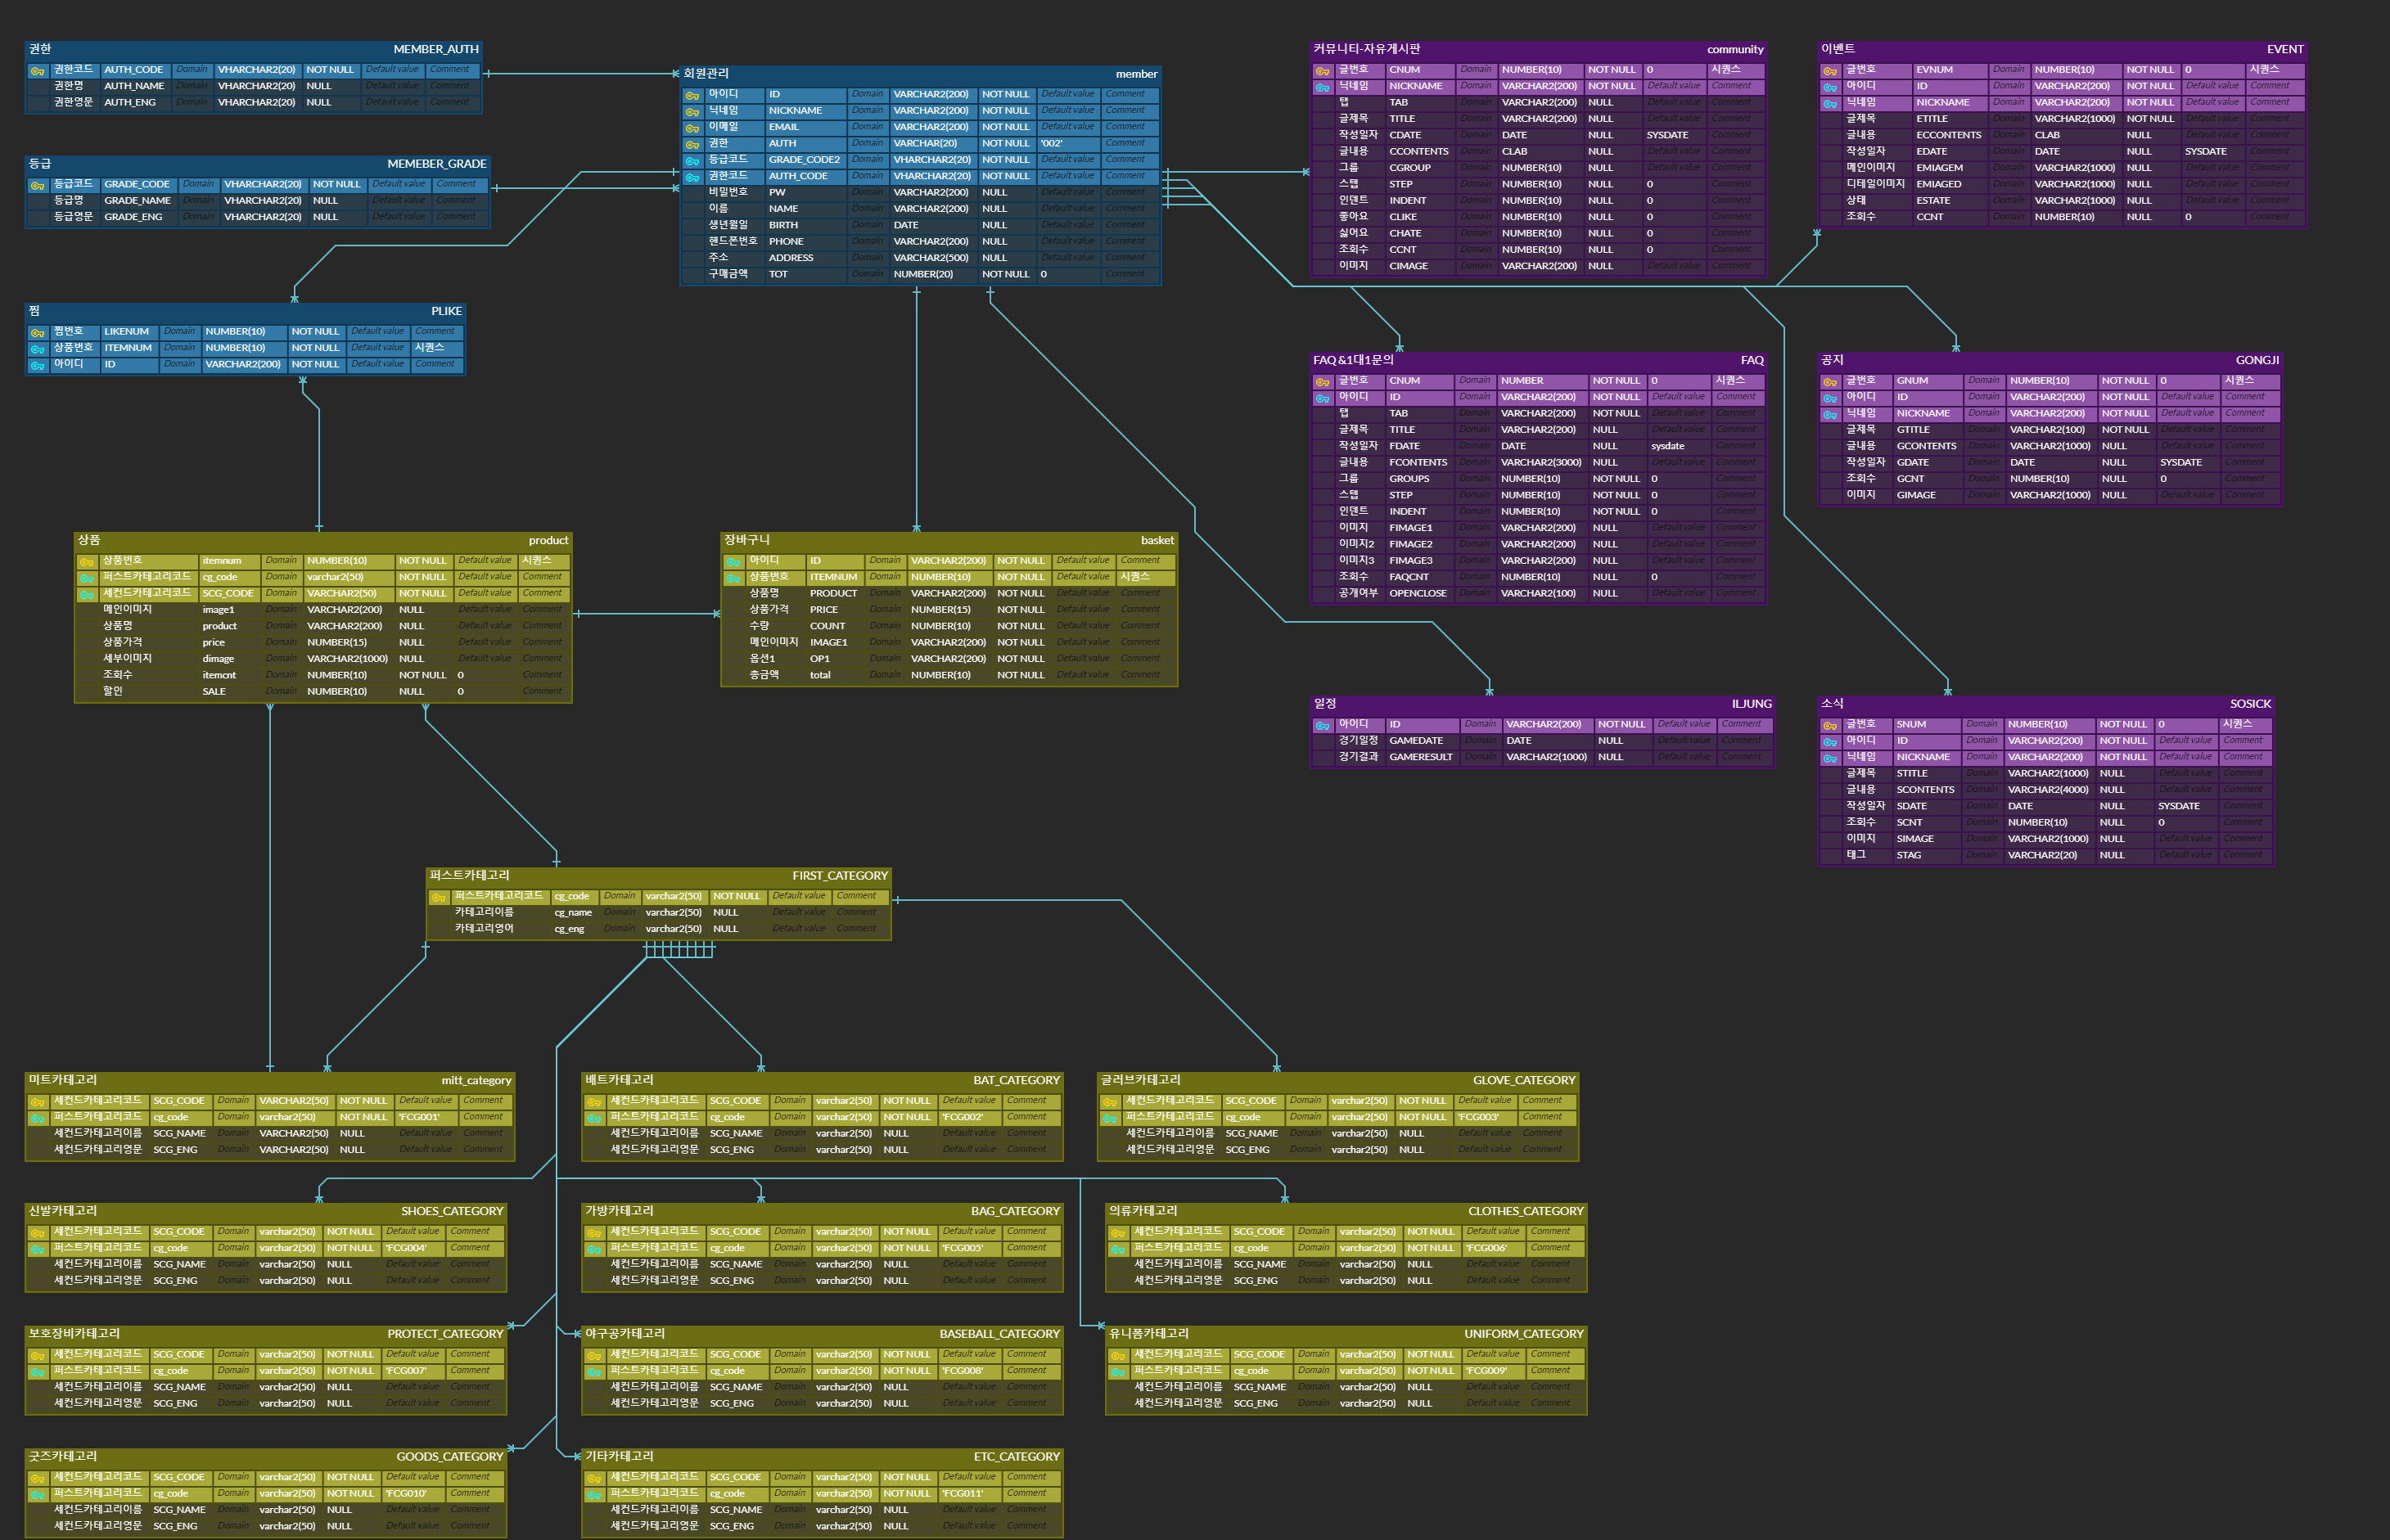 권한 MEMBER_AUTH
권한코드 AUTH_CODE Domain VHARCHAR2(20) NOT NULL Default value Comment
권한명 AUTH_NAME Domain VHARCHAR2(20) NULL Default value Comment
권한영문 AUTH_ENG Domain VHARCHAR2(20) NULL Default value Comment
등급 MEMEBER_GRADE
등급코드 GRADE_CODE Domain VHARCHAR2(20) NOT NULL Default value Comment
등급명 GRADE_NAME Domain VHARCHAR2(20) NULL Default value Comment
등급영문 GRADE_ENG Domain VHARCHAR2(20) NULL Default value Comment
찜 PLIKE
찜번호 LIKENUM Domain NUMBER(10) NOT NULL Default value Comment
상품번호 ITEMNUM Domain NUMBER(10) NOT NULL Default value 시퀀스
아이디 ID Domain VARCHAR2(200) NOT NULL Default value Comment
회원관리 member
아이디 ID Domain VARCHAR2(200) NOT NULL Default value Comment
닉네임 NICKNAME Domain VARCHAR2(200) NOT NULL Default value Comment
이메일 EMAIL Domain VARCHAR2(200) NOT NULL Default value Comment
권한 AUTH Domain VARCHAR(20) NOT NULL '002' Comment
등급코드 GRADE_CODE2 Domain VHARCHAR2(20) NOT NULL Default value Comment
권한코드 AUTH_CODE Domain VHARCHAR2(20) NOT NULL Default value Comment
비밀번호 PW Domain VARCHAR2(200) NULL Default value Comment
이름 NAME Domain VARCHAR2(200) NULL Default value Comment
생년월일 BIRTH Domain DATE NULL Default value Comment
핸드폰번호 PHONE Domain VARCHAR2(200) NULL Default value Comment
주소 ADDRESS Domain VARCHAR2(500) NULL Default value Comment
구매금액 TOT Domain NUMBER(20) NOT NULL 0 Comment
커뮤니티-자유게시판 community
글번호 CNUM Domain NUMBER(10) NOT NULL 0 시퀀스
닉네임 NICKNAME Domain VARCHAR2(200) NOT NULL Default value Comment
탭 TAB Domain VARCHAR2(200) NULL Default value Comment
글제목 TITLE Domain VARCHAR2(200) NULL Default value Comment
작성일자 CDATE Domain DATE NULL SYSDATE Comment
글내용 CCONTENTS Domain CLAB NULL Default value Comment
그룹 CGROUP Domain NUMBER(10) NULL Default value Comment
스텝 STEP Domain NUMBER(10) NULL 0 Comment
인덴트 INDENT Domain NUMBER(10) NULL 0 Comment
좋아요 CLIKE Domain NUMBER(10) NULL 0 Comment
싫어요 CHATE Domain NUMBER(10) NULL 0 Comment
조회수 CCNT Domain NUMBER(10) NULL 0 Comment
이미지 CIMAGE Domain VARCHAR2(200) NULL Default value Comment
이벤트 EVENT
글번호 EVNUM Domain NUMBER(10) NOT NULL 0 시퀀스
아이디 ID Domain VARCHAR2(200) NOT NULL Default value Comment
닉네임 NICKNAME Domain VARCHAR2(200) NOT NULL Default value Comment
글제목 ETITLE Domain VARCHAR2(1000) NOT NULL Default value Comment
글내용 ECCONTENTS Domain CLAB NULL Default value Comment
작성일자 EDATE Domain DATE NULL SYSDATE Comment
메인이미지 EMIAGEM Domain VARCHAR2(1000) NULL Default value Comment
디테일이미지 EMIAGED Domain VARCHAR2(1000) NULL Default value Comment
상태 ESTATE Domain VARCHAR2(1000) NULL Default value Comment
조회수 CCNT Domain NUMBER(10) NULL 0 Comment
FAQ &1대1문의 FAQ
글번호 CNUM Domain NUMBER NOT NULL 0 시퀀스
아이디 ID Domain VARCHAR2(200) NOT NULL Default value Comment
탭 TAB Domain VARCHAR2(200) NOT NULL Default value Comment
글제목 TITLE Domain VARCHAR2(200) NULL Default value Comment
작성일자 FDATE Domain DATE NULL sysdate Comment
글내용 FCONTENTS Domain VARCHAR2(3000) NULL Default value Comment
그룹 GROUPS Domain NUMBER(10) NOT NULL 0 Comment
스텝 STEP Domain NUMBER(10) NOT NULL 0 Comment
인덴트 INDENT Domain NUMBER(10) NOT NULL 0 Comment
이미지 FIMAGE1 Domain VARCHAR2(200) NULL Default value Comment
이미지2 FIMAGE2 Domain VARCHAR2(200) NULL Default value Comment
이미지3 FIMAGE3 Domain VARCHAR2(200) NULL Default value Comment
조회수 FAQCNT Domain NUMBER(10) NULL 0 Comment
공개여부 OPENCLOSE Domain VARCHAR2(100) NULL Default value Comment
공지 GONGJI
글번호 GNUM Domain NUMBER(10) NOT NULL 0 시퀀스
아이디 ID Domain VARCHAR2(200) NOT NULL Default value Comment
닉네임 NICKNAME Domain VARCHAR2(200) NOT NULL Default value Comment
글제목 GTITLE Domain VARCHAR2(100) NOT NULL Default value Comment
글내용 GCONTENTS Domain VARCHAR2(1000) NULL Default value Comment
작성일자 GDATE Domain DATE NULL SYSDATE Comment
조회수 GCNT Domain NUMBER(10) NULL 0 Comment
이미지 GIMAGE Domain VARCHAR2(1000) NULL Default value Comment
상품 product
상품번호 itemnum Domain NUMBER(10) NOT NULL Default value 시퀀스
퍼스트카테고리코드 cg_code Domain varchar2(50) NOT NULL Default value Comment
세컨드카테고리코드 SCG_CODE Domain VARCHAR2(50) NOT NULL Default value Comment
메인이미지 image1 Domain VARCHAR2(200) NULL Default value Comment
상품명 product Domain VARCHAR2(200) NULL Default value Comment
상품가격 price Domain NUMBER(15) NULL Default value Comment
세부이미지 dimage Domain VARCHAR2(1000) NULL Default value Comment
조회수 itemcnt Domain NUMBER(10) NOT NULL 0 Comment
할인 SALE Domain NUMBER(10) NULL 0 Comment
장바구니 basket
아이디 ID Domain VARCHAR2(200) NOT NULL Default value Comment
상품번호 ITEMNUM Domain NUMBER(10) NOT NULL Default value 시퀀스
상품명 PRODUCT Domain VARCHAR2(200) NOT NULL Default value Comment
상품가격 PRICE Domain NUMBER(15) NOT NULL Default value Comment
수량 COUNT Domain NUMBER(10) NOT NULL Default value Comment
메인이미지 IMAGE1 Domain VARCHAR2(200) NOT NULL Default value Comment
옵션1 OP1 Domain VARCHAR2(200) NOT NULL Default value Comment
총금액 total Domain NUMBER(10) NOT NULL Default value Comment
일정 ILJUNG
아이디 ID Domain VARCHAR2(200) NOT NULL Default value Comment
경기일정 GAMEDATE Domain DATE NULL Default value Comment
경기결과 GAMERESULT Domain VARCHAR2(1000) NULL Default value Comment
소식 SOSICK
글번호 SNUM Domain NUMBER(10) NOT NULL 0 시퀀스
아이디 ID Domain VARCHAR2(200) NOT NULL Default value Comment
닉네임 NICKNAME Domain VARCHAR2(200) NOT NULL Default value Comment
글제목 STITLE Domain VARCHAR2(1000) NULL Default value Comment
글내용 SCONTENTS Domain VARCHAR2(4000) NULL Default value Comment
작성일자 SDATE Domain DATE NULL SYSDATE Comment
조회수 SCNT Domain NUMBER(10) NULL 0 Comment
이미지 SIMAGE Domain VARCHAR2(1000) NULL Default value Comment
태그 STAG Domain VARCHAR2(20) NULL Default value Comment
퍼스트카테고리 FIRST_CATEGORY
퍼스트카테고리코드 cg_code Domain varchar2(50) NOT NULL Default value Comment
카테고리이름 cg_name Domain varchar2(50) NULL Default value Comment
카테고리영어 cg_eng Domain varchar2(50) NULL Default value Comment
미트카테고리 mitt_category
세컨드카테고리코드 SCG_CODE Domain VARCHAR2(50) NOT NULL Default value Comment
퍼스트카테고리코드 cg_code Domain varchar2(50) NOT NULL 'FCG001' Comment
세컨드카테고리이름 SCG_NAME Domain VARCHAR2(50) NULL Default value Comment
세컨드카테고리영문 SCG_ENG Domain VARCHAR2(50) NULL Default value Comment
배트카테고리 BAT_CATEGORY
세컨드카테고리코드 SCG_CODE Domain varchar2(50) NOT NULL Default value Comment
퍼스트카테고리코드 cg_code Domain varchar2(50) NOT NULL 'FCG002' Comment
세컨드카테고리이름 SCG_NAME Domain varchar2(50) NULL Default value Comment
세컨드카테고리영문 SCG_ENG Domain varchar2(50) NULL Default value Comment
글러브카테고리 GLOVE_CATEGORY
세컨드카테고리코드 SCG_CODE Domain varchar2(50) NOT NULL Default value Comment
퍼스트카테고리코드 cg_code Domain varchar2(50) NOT NULL 'FCG003' Comment
세컨드카테고리이름 SCG_NAME Domain varchar2(50) NULL Default value Comment
세컨드카테고리영문 SCG_ENG Domain varchar2(50) NULL Default value Comment
신발카테고리 SHOES_CATEGORY
세컨드카테고리코드 SCG_CODE Domain varchar2(50) NOT NULL Default value Comment
퍼스트카테고리코드 cg_code Domain varchar2(50) NOT NULL 'FCG004' Comment
세컨드카테고리이름 SCG_NAME Domain varchar2(50) NULL Default value Comment
세컨드카테고리영문 SCG_ENG Domain varchar2(50) NULL Default value Comment
가방카테고리 BAG_CATEGORY
세컨드카테고리코드 SCG_CODE Domain varchar2(50) NOT NULL Default value Comment
퍼스트카테고리코드 cg_code Domain varchar2(50) NOT NULL 'FCG005' Comment
세컨드카테고리이름 SCG_NAME Domain varchar2(50) NULL Default value Comment
세컨드카테고리영문 SCG_ENG Domain varchar2(50) NULL Default value Comment
의류카테고리 CLOTHES_CATEGORY
세컨드카테고리코드 SCG_CODE Domain varchar2(50) NOT NULL Default value Comment
퍼스트카테고리코드 cg_code Domain varchar2(50) NOT NULL 'FCG006' Comment
세컨드카테고리이름 SCG_NAME Domain varchar2(50) NULL Default value Comment
세컨드카테고리영문 SCG_ENG Domain varchar2(50) NULL Default value Comment
보호장비카테고리 PROTECT_CATEGORY
세컨드카테고리코드 SCG_CODE Domain varchar2(50) NOT NULL Default value Comment
퍼스트카테고리코드 cg_code Domain varchar2(50) NOT NULL 'FCG007' Comment
세컨드카테고리이름 SCG_NAME Domain varchar2(50) NULL Default value Comment
세컨드카테고리영문 SCG_ENG Domain varchar2(50) NULL Default value Comment
야구공카테고리 BASEBALL_CATEGORY
세컨드카테고리코드 SCG_CODE Domain varchar2(50) NOT NULL Default value Comment
퍼스트카테고리코드 cg_code Domain varchar2(50) NOT NULL 'FCG008' Comment
세컨드카테고리이름 SCG_NAME Domain varchar2(50) NULL Default value Comment
세컨드카테고리영문 SCG_ENG Domain varchar2(50) NULL Default value Comment
유니폼카테고리 UNIFORM_CATEGORY
세컨드카테고리코드 SCG_CODE Domain varchar2(50) NOT NULL Default value Comment
퍼스트카테고리코드 cg_code Domain varchar2(50) NOT NULL 'FCG009' Comment
세컨드카테고리이름 SCG_NAME Domain varchar2(50) NULL Default value Comment
세컨드카테고리영문 SCG_ENG Domain varchar2(50) NULL Default value Comment
굿즈카테고리 GOODS_CATEGORY
세컨드카테고리코드 SCG_CODE Domain varchar2(50) NOT NULL Default value Comment
퍼스트카테고리코드 cg_code Domain varchar2(50) NOT NULL 'FCG010' Comment
세컨드카테고리이름 SCG_NAME Domain varchar2(50) NULL Default value Comment
세컨드카테고리영문 SCG_ENG Domain varchar2(50) NULL Default value Comment
기타카테고리 ETC_CATEGORY
세컨드카테고리코드 SCG_CODE Domain varchar2(50) NOT NULL Default value Comment
퍼스트카테고리코드 cg_code Domain varchar2(50) NOT NULL 'FCG011' Comment
세컨드카테고리이름 SCG_NAME Domain varchar2(50) NULL Default value Comment
세컨드카테고리영문 SCG_ENG Domain varchar2(50) NULL Default value Comment